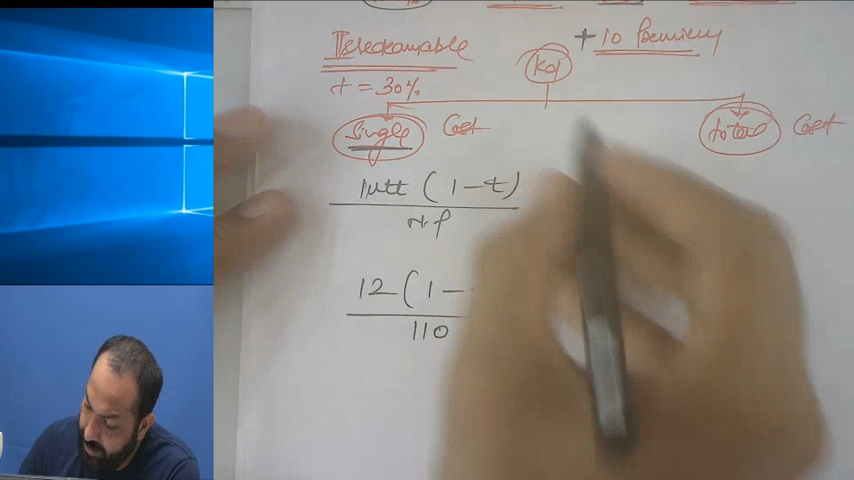 Irredeemable
+ 10 Premium
Kd
t = 30%
Single Cost
total Cost
Intt (1-t)
NP
12 (1-
110